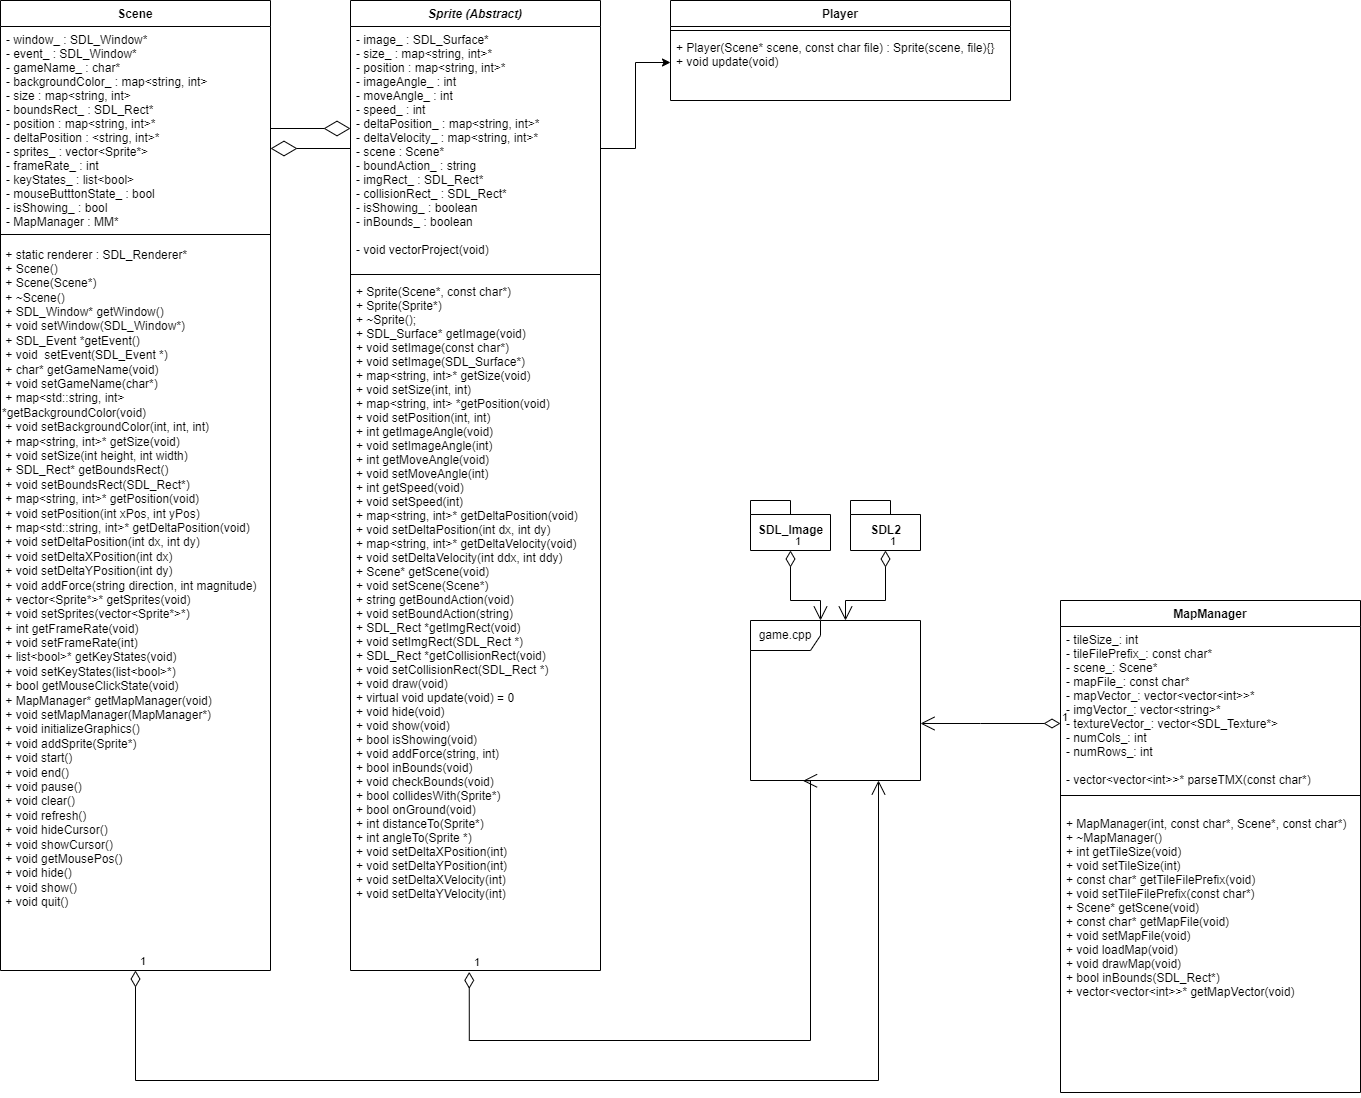 Scene
- window_ : SDL_Window*
- event_ : SDL_Window*
- gameName_ : char*
- backgroundColor_ : map<string, int>
- size : map<string, int>
- boundsRect_ : SDL_Rect*
- position : map<string, int>*
- deltaPosition : <string, int>*
- sprites_ : vector<Sprite*>
- frameRate_ : int
- keyStates_ : list<bool>
- mouseButttonState_ : bool
- isShowing_ : bool
- MapManager : MM*
+ static renderer : SDL_Renderer*
+ Scene()
+ Scene(Scene*)
+ ~Scene()
+ SDL_Window* getWindow()
+ void setWindow(SDL_Window*)
+ SDL_Event *getEvent()
+ void  setEvent(SDL_Event *)
+ char* getGameName(void)
+ void setGameName(char*)
+ map<std::string, int>
*getBackgroundColor(void)
+ void setBackgroundColor(int, int, int)
+ map<string, int>* getSize(void)
+ void setSize(int height, int width)
+ SDL_Rect* getBoundsRect()
+ void setBoundsRect(SDL_Rect*)
+ map<string, int>* getPosition(void)
+ void setPosition(int xPos, int yPos)
+ map<std::string, int>* getDeltaPosition(void)
+ void setDeltaPosition(int dx, int dy)
+ void setDeltaXPosition(int dx)
+ void setDeltaYPosition(int dy)
+ void addForce(string direction, int magnitude)
+ vector<Sprite*>* getSprites(void)
+ void setSprites(vector<Sprite*>*)
+ int getFrameRate(void)
+ void setFrameRate(int)
+ list<bool>* getKeyStates(void)
+ void setKeyStates(list<bool>*)
+ bool getMouseClickState(void)
+ MapManager* getMapManager(void)
+ void setMapManager(MapManager*)
+ void initializeGraphics()
+ void addSprite(Sprite*)
+ void start()
+ void end()
+ void pause()
+ void clear()
+ void refresh()
+ void hideCursor()
+ void showCursor()
+ void getMousePos()
+ void hide()
+ void show()
+ void quit()
1
Sprite (Abstract)
- image_ : SDL_Surface*
- size_ : map<string, int>*
- position : map<string, int>*
- imageAngle_ : int
- moveAngle_ : int
- speed_ : int
- deltaPosition_ : map<string, int>*
- deltaVelocity_ : map<string, int>*
- scene : Scene*
- boundAction_ : string
- imgRect_ : SDL_Rect*
- collisionRect_ : SDL_Rect*
- isShowing_ : boolean
- inBounds_ : boolean
- void vectorProject(void)
+ Sprite(Scene*, const char*)
+ Sprite(Sprite*)
+ ~Sprite();
+ SDL_Surface* getImage(void)
+ void setImage(const char*)
+ void setImage(SDL_Surface*)
+ map<string, int>* getSize(void)
+ void setSize(int, int)
+ map<string, int> *getPosition(void)
+ void setPosition(int, int)
+ int getImageAngle(void)
+ void setImageAngle(int)
+ int getMoveAngle(void)
+ void setMoveAngle(int)
+ int getSpeed(void)
+ void setSpeed(int)
+ map<string, int>* getDeltaPosition(void)
+ void setDeltaPosition(int dx, int dy)
+ map<string, int>* getDeltaVelocity(void)
+ void setDeltaVelocity(int ddx, int ddy)
+ Scene* getScene(void)
+ void setScene(Scene*)
+ string getBoundAction(void)
+ void setBoundAction(string)
+ SDL_Rect *getImgRect(void)
+ void setImgRect(SDL_Rect *)
+ SDL_Rect *getCollisionRect(void)
+ void setCollisionRect(SDL_Rect *)
+ void draw(void)
+ virtual void update(void) = 0
+ void hide(void)
+ void show(void)
+ bool isShowing(void)
+ void addForce(string, int)
+ bool inBounds(void)
+ void checkBounds(void)
+ bool collidesWith(Sprite*)
+ bool onGround(void)
+ int distanceTo(Sprite*)
+ int angleTo(Sprite *)
+ void setDeltaXPosition(int)
+ void setDeltaYPosition(int)
+ void setDeltaXVelocity(int)
+ void setDeltaYVelocity(int)
1
Player
+ Player(Scene* scene, const char file) : Sprite(scene, file){}
+ void update(void)
SDL_Image
1
SDL2
1
game.cpp
MapManager
- tileSize_: int
- tileFilePrefix_: const char*
- scene_: Scene*
- mapFile_: const char*
- mapVector_: vector<vector<int>>*
- imgVector_: vector<string>*
- textureVector_: vector<SDL_Texture*>
- numCols_: int
- numRows_: int
- vector<vector<int>>* parseTMX(const char*)
1
+ MapManager(int, const char*, Scene*, const char*)
+ ~MapManager()
+ int getTileSize(void)
+ void setTileSize(int)
+ const char* getTileFilePrefix(void)
+ void setTileFilePrefix(const char*)
+ Scene* getScene(void)
+ const char* getMapFile(void)
+ void setMapFile(void)
+ void loadMap(void)
+ void drawMap(void)
+ bool inBounds(SDL_Rect*)
+ vector<vector<int>>* getMapVector(void)